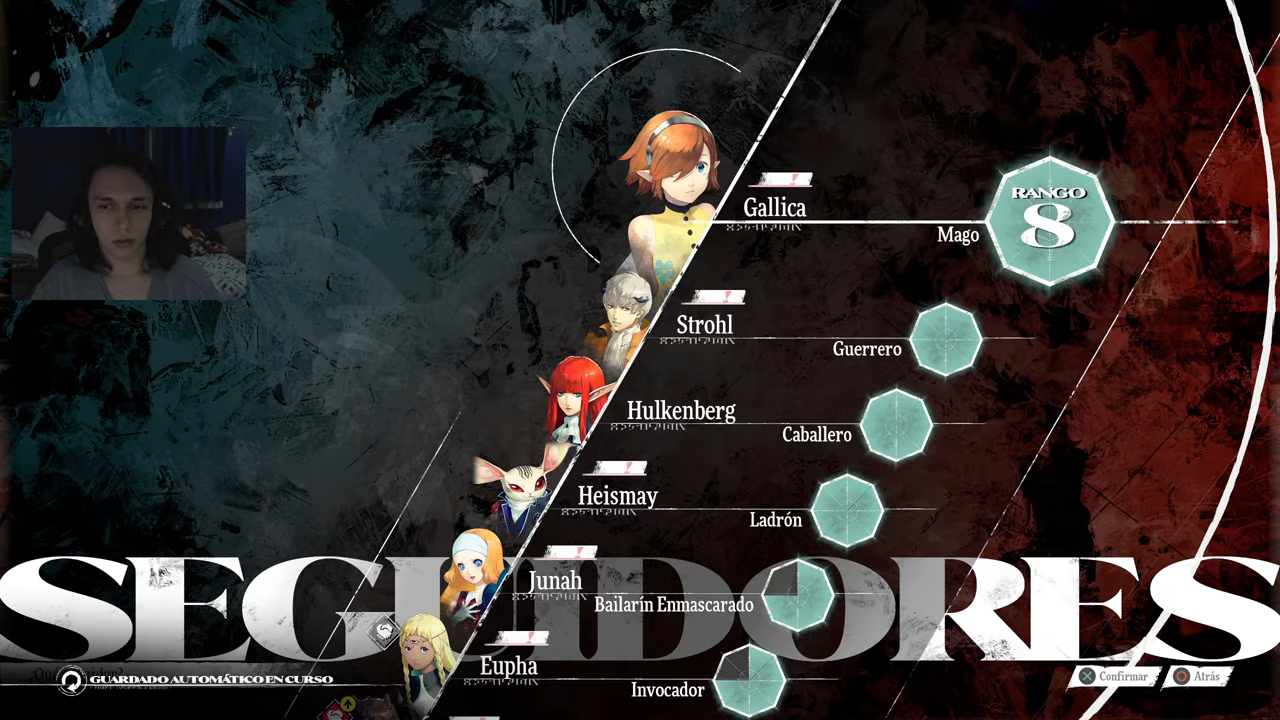 RANGO
8
Gallica
Mago
Strohl
Guerrero
Hulkenberg
Caballero
Heismay
Ladrón
Junah
Bailarín Enmascarado
Eupha
Invocador
SEGUIDORES
GUARDADO AUTOMÁTICO EN CURSO
Confirmar
Atrás